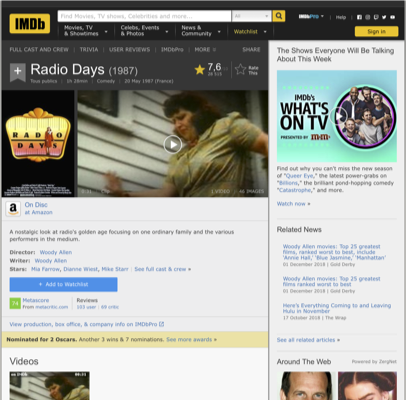 IMDb
Find Movies, TV shows, Celebrities and more...
All
IMDbPro
Help
Movies, TV
& Showtimes
Celebs, Events
& Photos
News &
Community
Watchlist
Sign in
FULL CAST AND CREW | TRIVIA | USER REVIEWS | IMDbPro | MORE
SHARE
Radio Days (1987)
7,6
Rate
This
Tous publics | 1h 28min | Comedy | 20 May 1987 (France)
RADIO
DAYS
1 VIDEO | 46 IMAGES
On Disc
at Amazon
A nostalgic look at radio's golden age focusing on one ordinary family and the various
performers in the medium.
Director: Woody Allen
Writer: Woody Allen
Stars: Mia Farrow, Dianne Wiest, Mike Starr | See full cast & crew »
+ Add to Watchlist
74
Metascore
From metacritic.com
Reviews
103 user | 69 critic
View production, box office, & company info on IMDbPro
Nominated for 2 Oscars. Another 3 wins & 7 nominations. See more awards »
Videos
The Shows Everyone Will Be Talking
About This Week
IMDb's
WHAT'S
ON TV
PRESENTED BY m&m's
Find out why you can't miss the new season
of "Queer Eye," the latest power-grabs on
"Billions," the brilliant pond-hopping comedy
"Catastrophe," and more.
Watch now »
Related News
Woody Allen movies: Top 25 greatest
films, ranked worst to best, include
'Annie Hall,' 'Blue Jasmine,' 'Manhattan'
01 December 2018 | Gold Derby
Woody Allen movies: Top 25 greatest
films ranked worst to best
01 December 2018 | Gold Derby
Here's Everything Coming to and Leaving
Hulu in November
17 October 2018 | The Wrap
See all related articles »
Around The Web
Powered by ZergNet